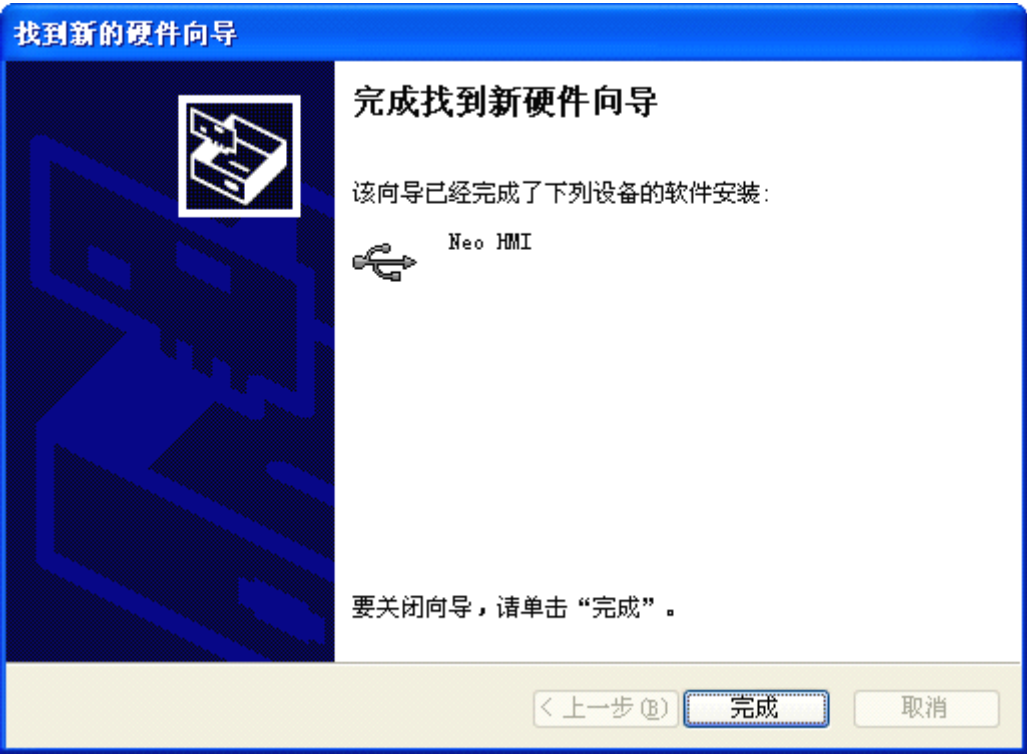 找到新的硬件向导
完成找到新硬件向导
该向导已经完成了下列设备的软件安装:
Neo HMI
要关闭向导，请单击“完成”。
< 上一步(B)
完成
取消